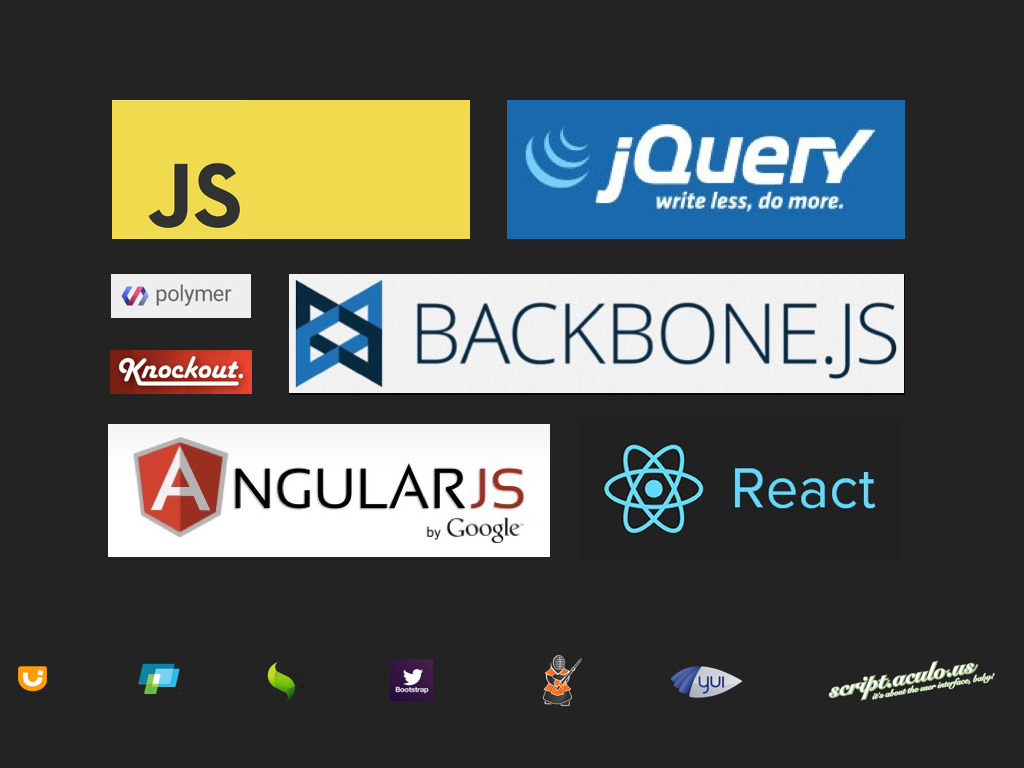 JS
jQuery
write less, do more.
polymer
BACKBONE.JS
Knockout.
ANGULARJS
by Google
React
Bootstrap
YUI
script.aculo.us
it's about the user interface, baby!